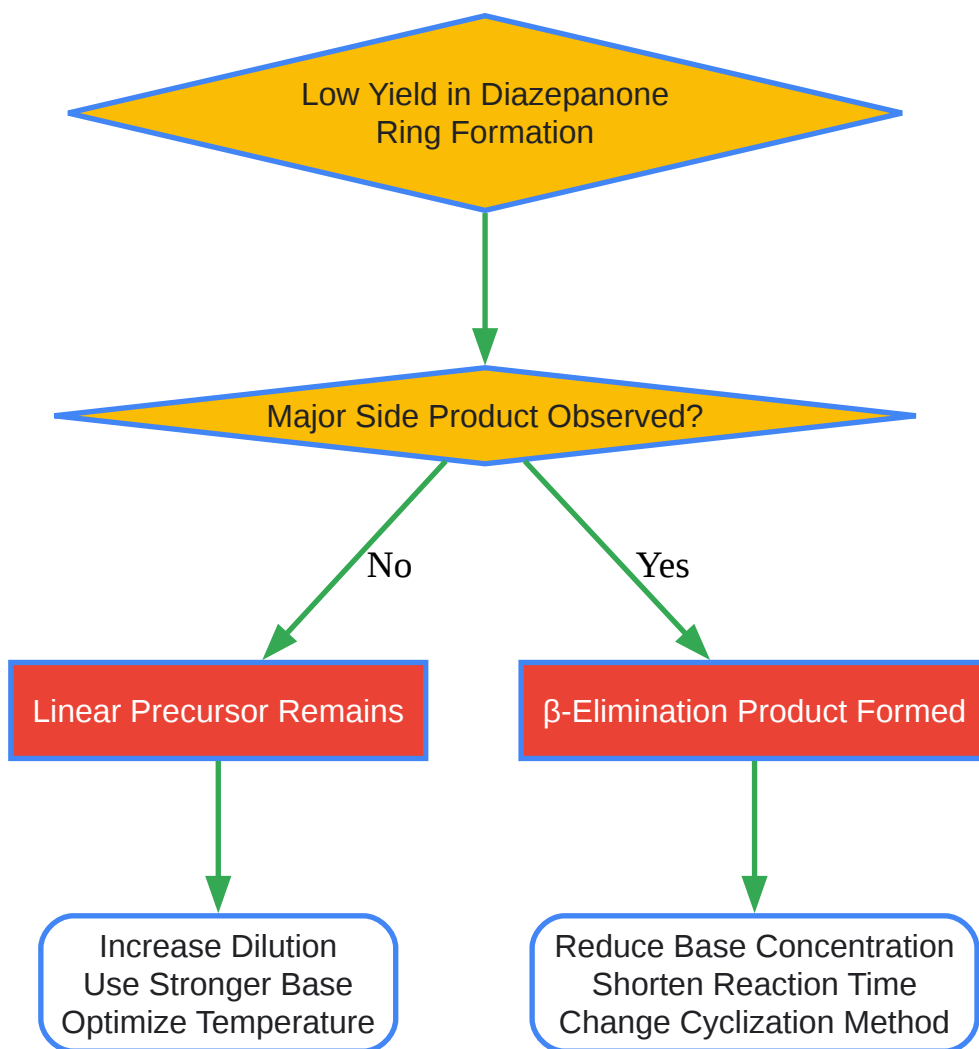 Low Yield in Diazepanone
Ring Formation
Major Side Product Observed?
No
Yes
Linear Precursor Remains
β-Elimination Product Formed
Increase Dilution
Use Stronger Base
Optimize Temperature
Reduce Base Concentration
Shorten Reaction Time
Change Cyclization Method